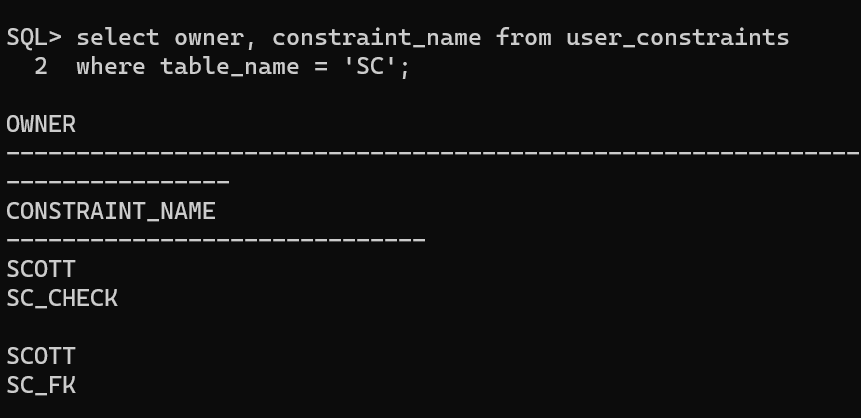 SQL> select owner, constraint_name from user_constraints
  2  where table_name = 'SC';
OWNER
-------------------------------------------------------------
----------------
CONSTRAINT_NAME
------------------------------
SCOTT
SC_CHECK
SCOTT
SC_FK